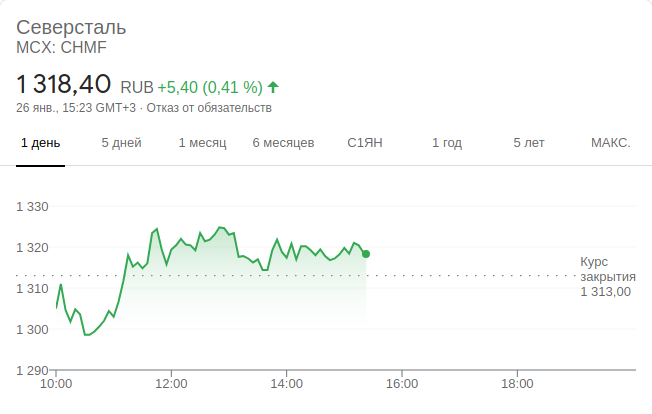 Северсталь
MCX: CHMF
1 318,40 RUB +5,40 (0,41 %)
26 янв., 15:23 GMT+3 · Отказ от обязательств
1 день 5 дней 1 месяц 6 месяцев С1ЯН 1 год 5 лет МАКС.
1 330
1 320
1 310
1 300
1 290
Курс
закрытия
1 313,00
10:00 12:00 14:00 16:00 18:00